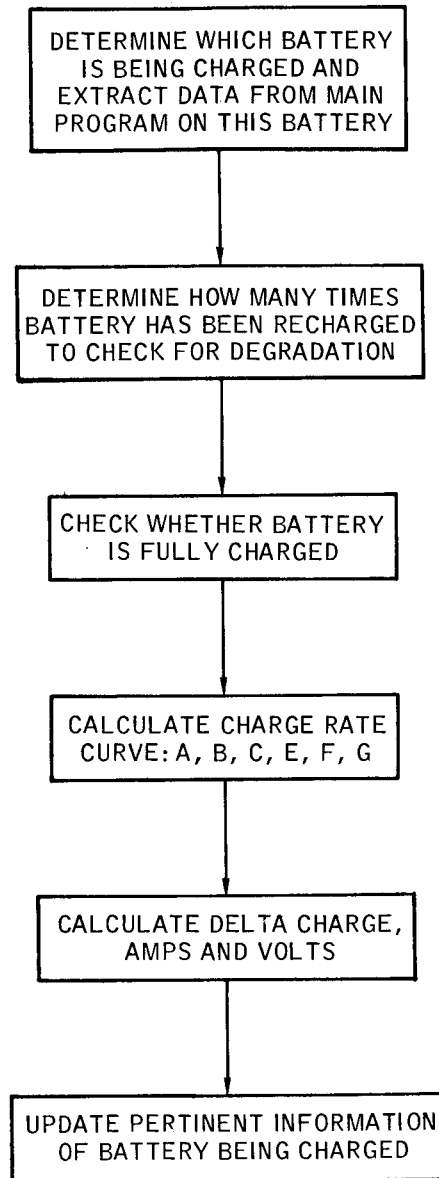 DETERMINE WHICH BATTERY
IS BEING CHARGED AND
EXTRACT DATA FROM MAIN
PROGRAM ON THIS BATTERY
DETERMINE HOW MANY TIMES
BATTERY HAS BEEN RECHARGED
TO CHECK FOR DEGRADATION
CHECK WHETHER BATTERY
IS FULLY CHARGED
CALCULATE CHARGE RATE
CURVE: A, B, C, E, F, G
CALCULATE DELTA CHARGE,
AMPS AND VOLTS
UPDATE PERTINENT INFORMATION
OF BATTERY BEING CHARGED